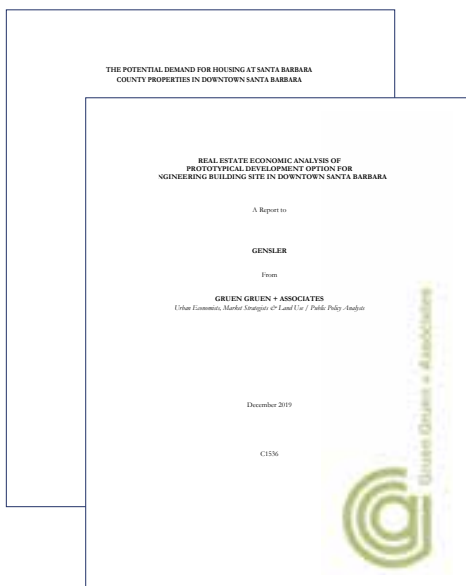 THE POTENTIAL DEMAND FOR HOUSING AT SANTA BARBARA
COUNTY PROPERTIES IN DOWNTOWN SANTA BARBARA
REAL ESTATE ECONOMIC ANALYSIS OF
PROTOTYPICAL DEVELOPMENT OPTION FOR
NGINEERING BUILDING SITE IN DOWNTOWN SANTA BARBARA
A Report to
GENSLER
From
GRUEN GRUEN + ASSOCIATES
Urban Economists, Market Strategists & Land Use / Public Policy Analysts
December 2019
C1536
Gruen Gruen + Associates